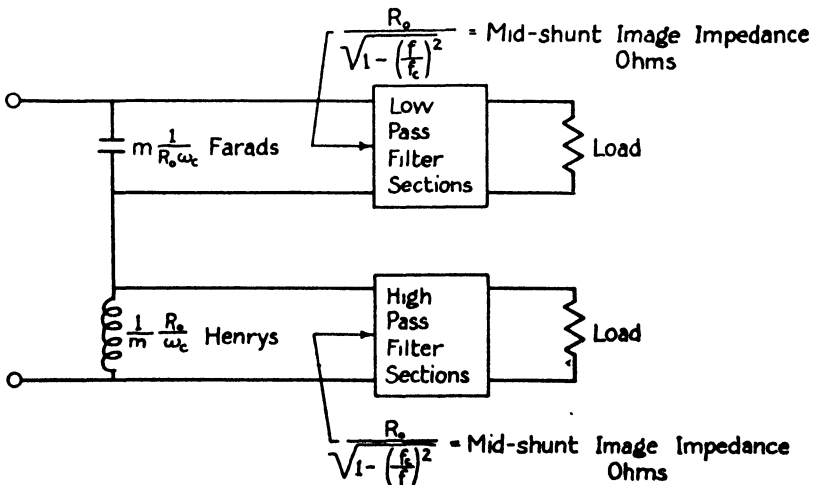 R₀ / √(1 - (f/f꜀)²) = Mid-shunt Image Impedance
Ohms
Low
Pass
Filter
Sections
m 1/(R₀ω꜀) Farads
Load
High
Pass
Filter
Sections
1/m R₀/ω꜀ Henrys
Load
R₀ / √(1 - (f꜀/f)²) = Mid-shunt Image Impedance
Ohms